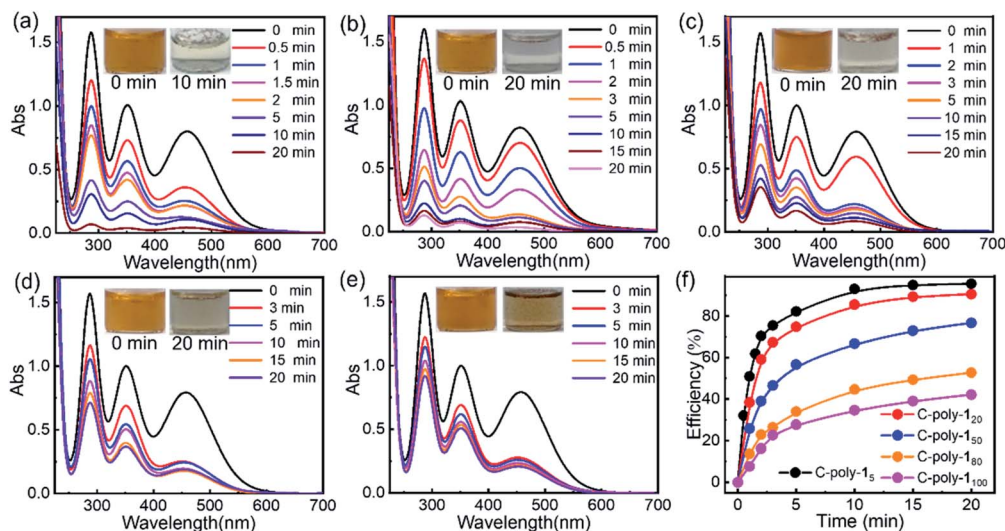 (a)
0 min 10 min
0 min
0.5 min
1 min
1.5 min
2 min
5 min
10 min
20 min
Abs
1.5
1.0
0.5
0.0
300 400 500 600 700
Wavelength(nm)
(b)
0 min 20 min
0 min
0.5 min
1 min
2 min
3 min
5 min
10 min
15 min
20 min
Abs
1.5
1.0
0.5
0.0
300 400 500 600 700
Wavelength(nm)
(c)
0 min 20 min
0 min
1 min
2 min
3 min
5 min
10 min
15 min
20 min
Abs
1.5
1.0
0.5
0.0
300 400 500 600 700
Wavelength(nm)
(d)
0 min 20 min
0 min
3 min
5 min
10 min
15 min
20 min
Abs
1.5
1.0
0.5
0.0
300 400 500 600 700
Wavelength(nm)
(e)
0 min 20 min
0 min
3 min
5 min
10 min
15 min
20 min
Abs
1.5
1.0
0.5
0.0
300 400 500 600 700
Wavelength(nm)
(f)
Efficiency (%)
80
60
40
20
0
C-poly-1₂₀
C-poly-1₅₀
C-poly-1₈₀
C-poly-1₅ C-poly-1₁₀₀
0 5 10 15 20
Time (min)